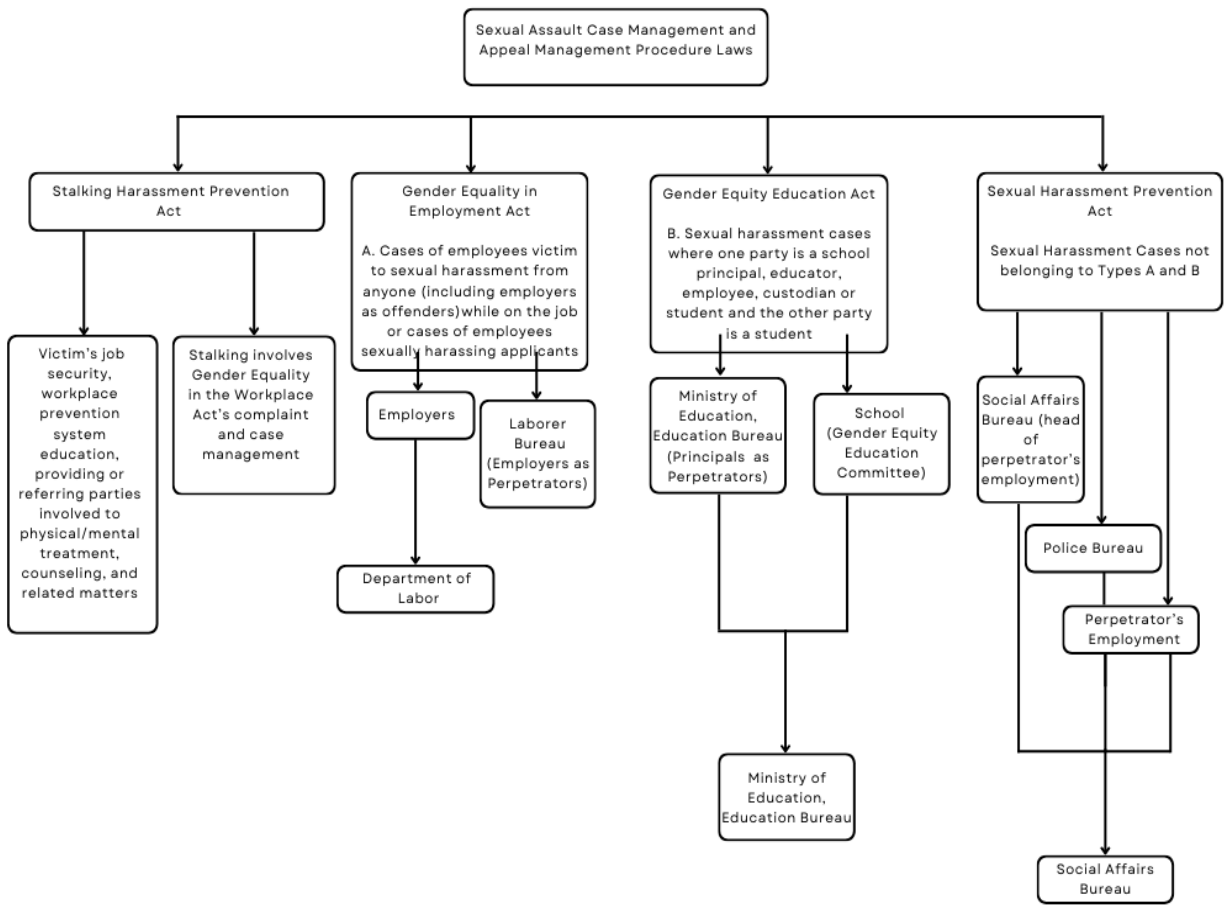 Sexual Assault Case Management and
Appeal Management Procedure Laws
Stalking Harassment Prevention
Act
Victim's job
security,
workplace
prevention
system
education,
providing or
referring parties
involved to
physical/mental
treatment,
counseling, and
related matters
Stalking involves
Gender Equality
in the Workplace
Act's complaint
and case
management
Gender Equality in
Employment Act
A. Cases of employees victim
to sexual harassment from
anyone (including employers
as offenders)while on the job
or cases of employees
sexually harassing applicants
Employers
Laborer
Bureau
(Employers as
Perpetrators)
Department of
Labor
Gender Equity Education Act
B. Sexual harassment cases
where one party is a school
principal, educator,
employee, custodian or
student and the other party
is a student
Ministry of
Education,
Education Bureau
(Principals as
Perpetrators)
School
(Gender Equity
Education
Committee)
Ministry of
Education,
Education Bureau
Sexual Harassment Prevention
Act
Sexual Harassment Cases not
belonging to Types A and B
Social Affairs
Bureau (head
of
perpetrator's
employment)
Police Bureau
Perpetrator's
Employment
Social Affairs
Bureau